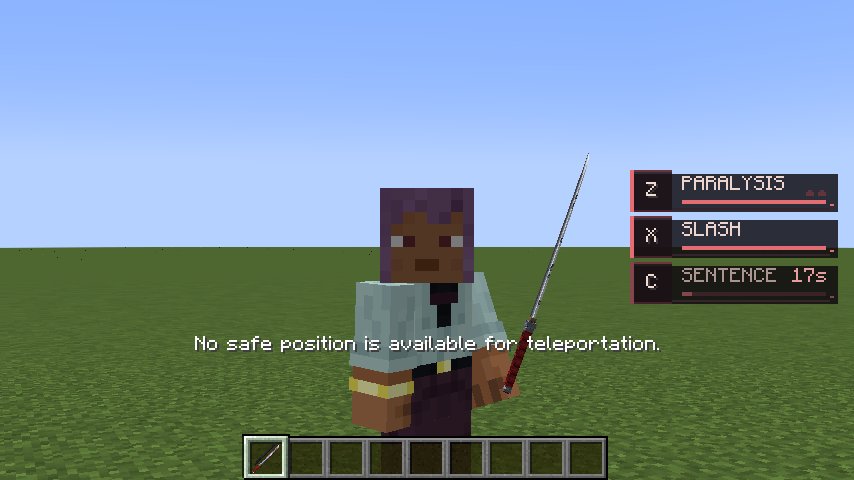 Z PARALYSIS
X SLASH
C SENTENCE 17s
No safe position is available for teleportation.